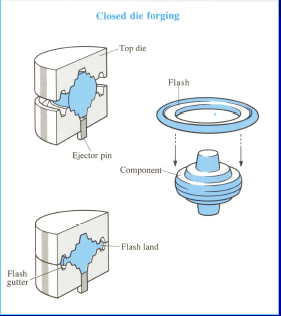 Closed die forging
Top die
Flash
Ejector pin
Component
Flash land
Flash
gutter